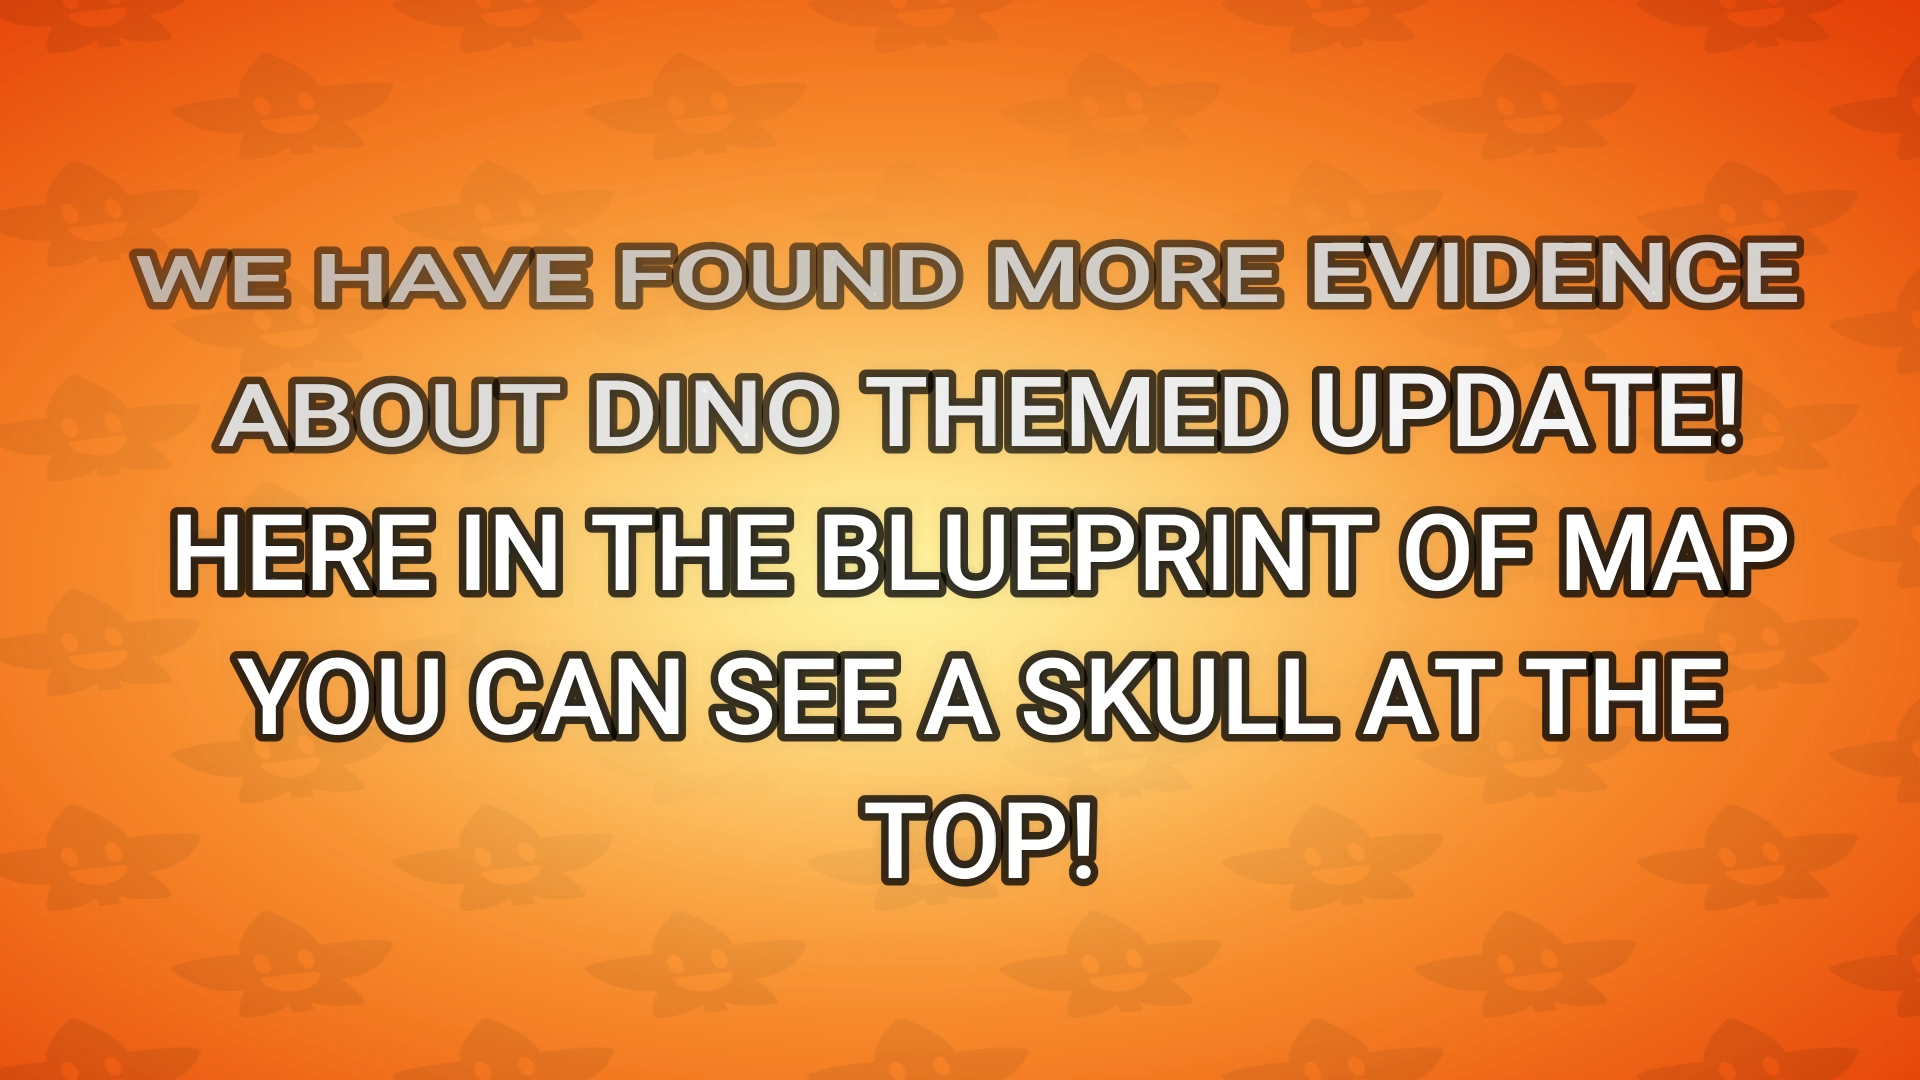 WE HAVE FOUND MORE EVIDENCE
ABOUT DINO THEMED UPDATE!
HERE IN THE BLUEPRINT OF MAP
YOU CAN SEE A SKULL AT THE
TOP!